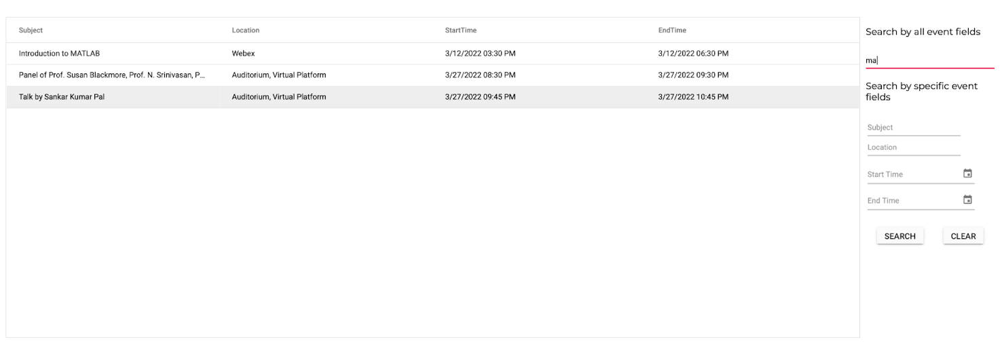 Subject Location StartTime EndTime
Introduction to MATLAB Webex 3/12/2022 03:30 PM 3/12/2022 06:30 PM
Panel of Prof. Susan Blackmore, Prof. N. Srinivasan, P... Auditorium, Virtual Platform 3/27/2022 08:30 PM 3/27/2022 09:30 PM
Talk by Sankar Kumar Pal Auditorium, Virtual Platform 3/27/2022 09:45 PM 3/27/2022 10:45 PM
Search by all event fields
ma
Search by specific event
fields
Subject
Location
Start Time
End Time
SEARCH CLEAR